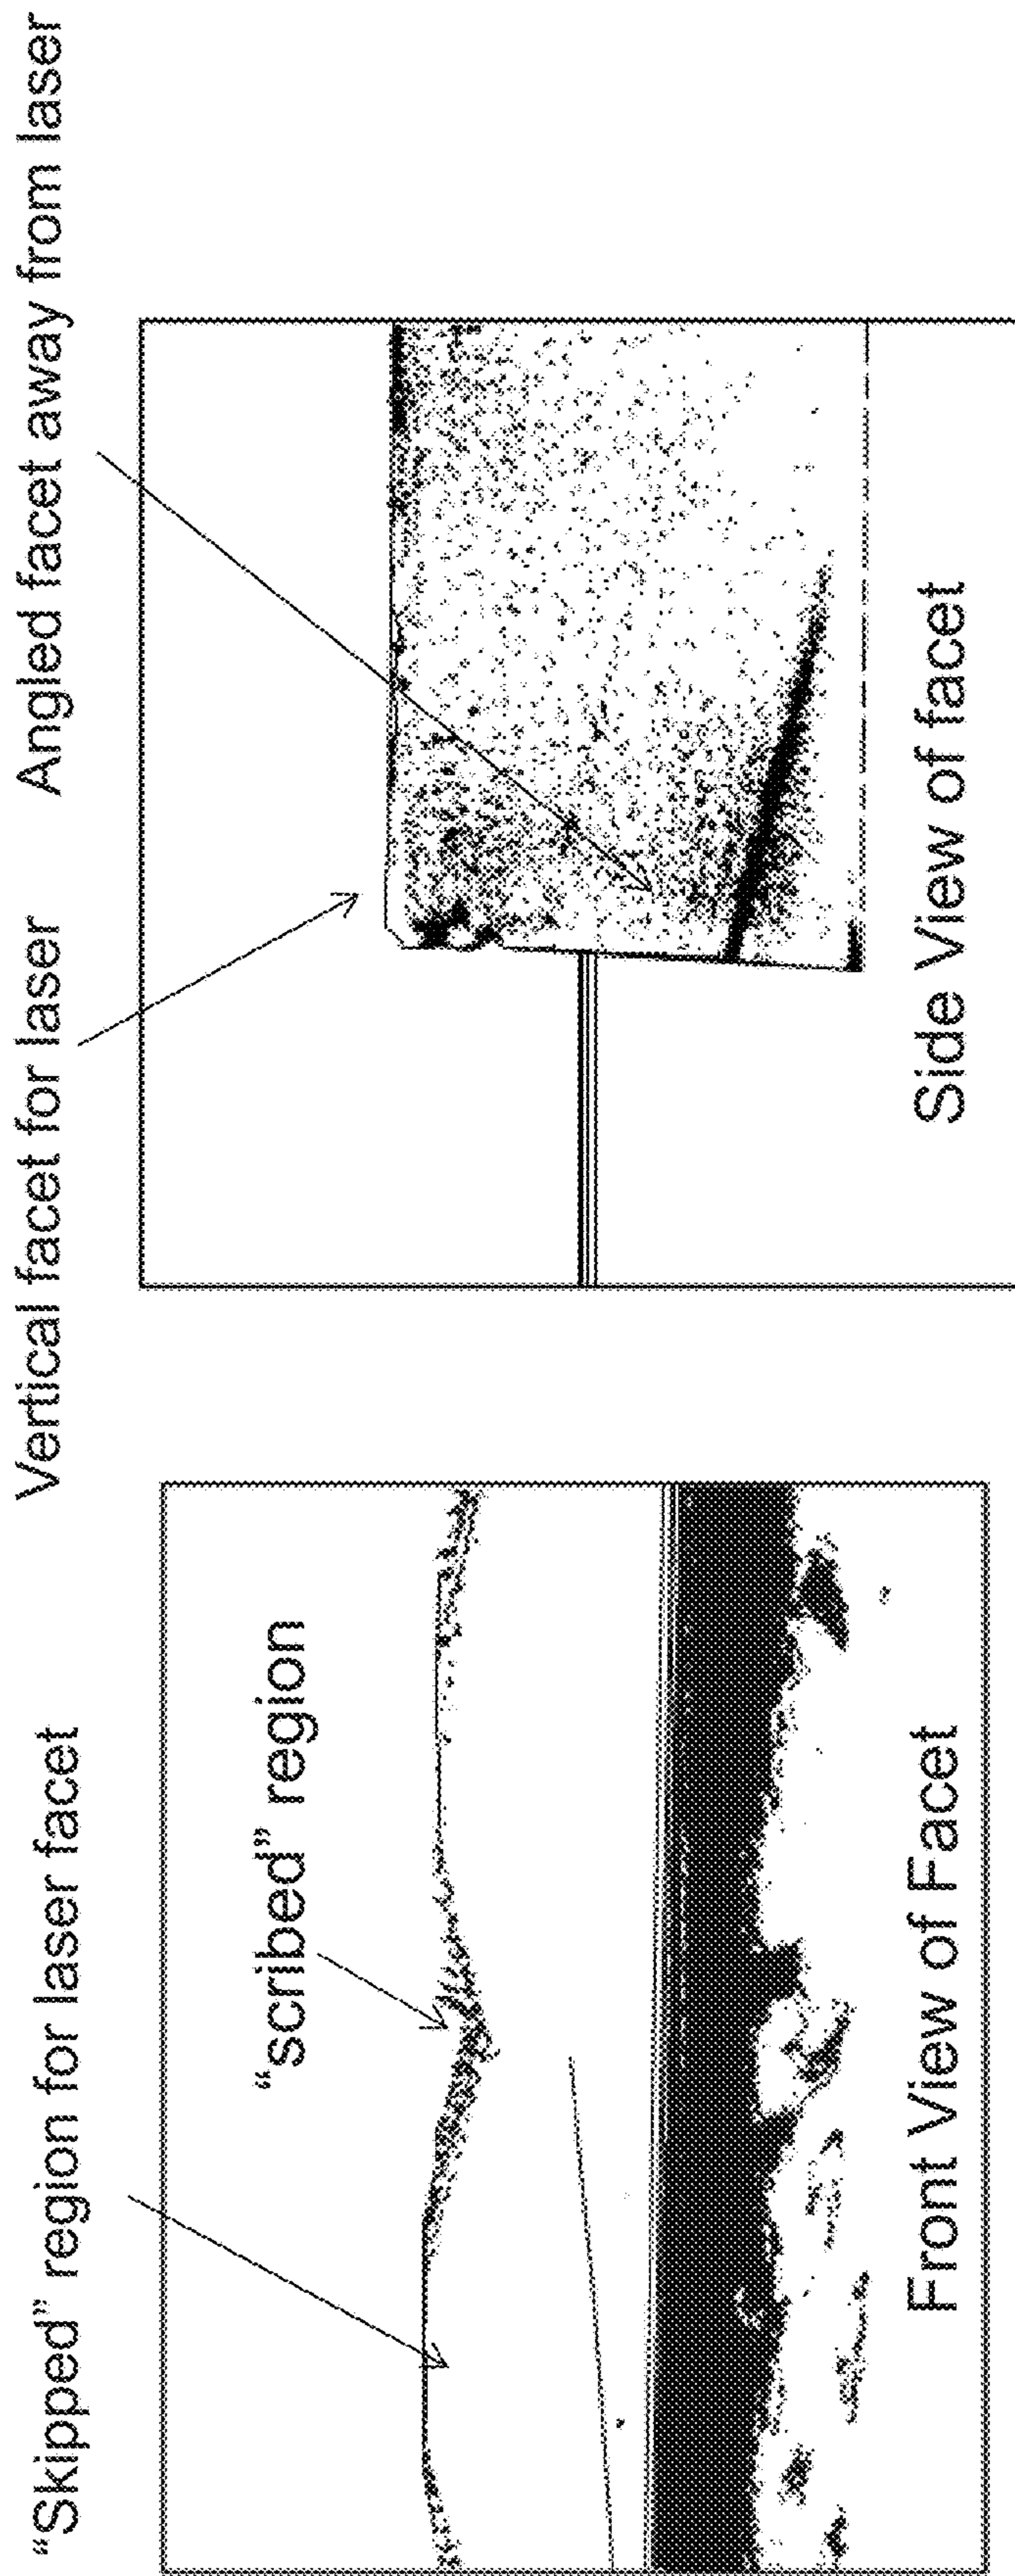 “Skipped” region for laser facet
“scribed” region
Front View of Facet
Vertical facet for laser
Angled facet away from laser
Side View of facet